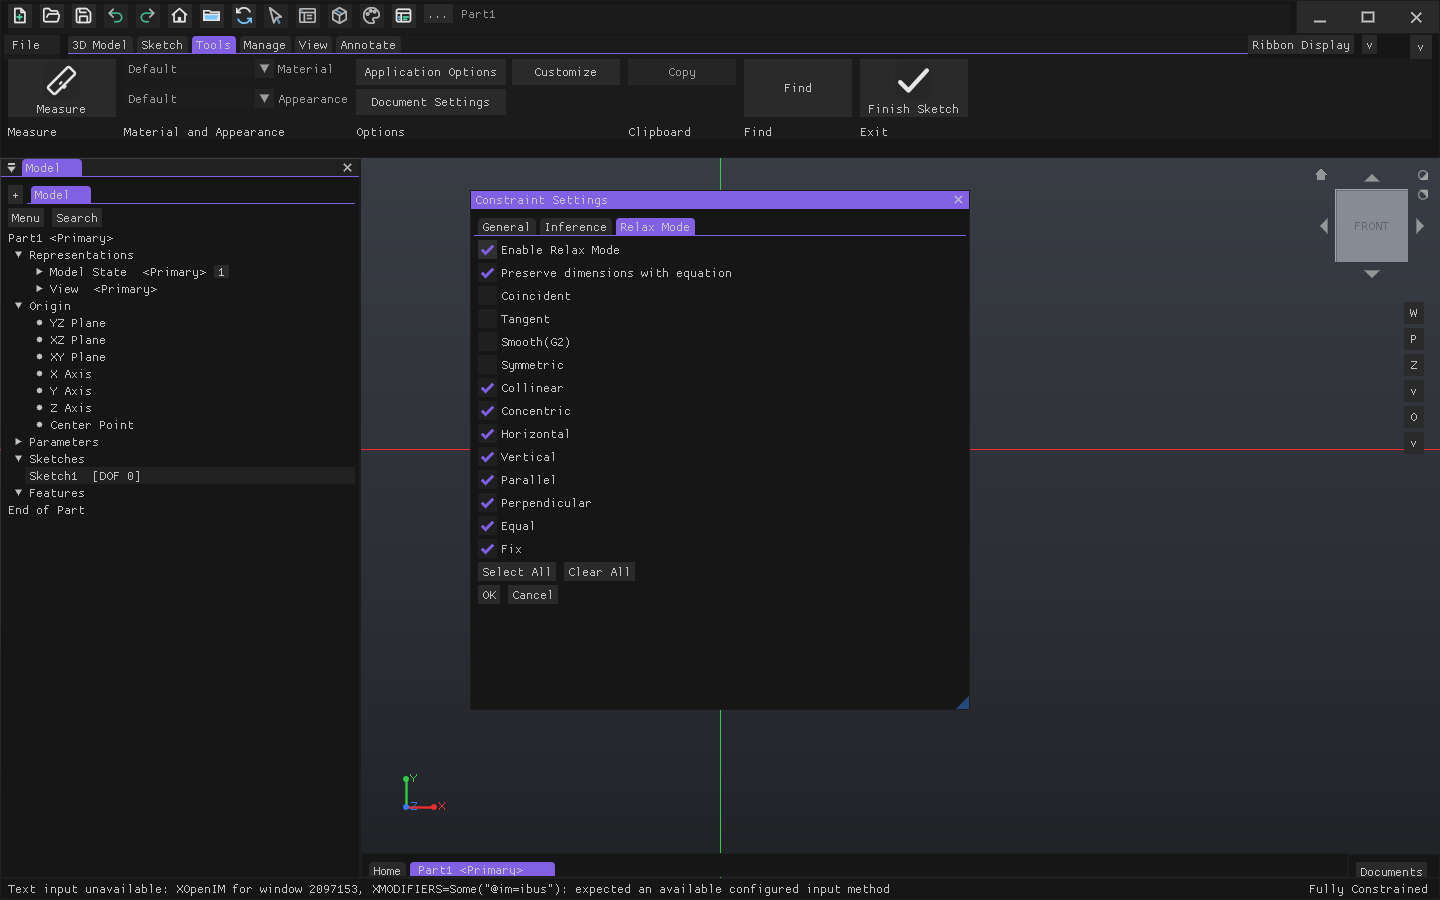 ... Part1
File 3D Model Sketch Tools Manage View Annotate Ribbon Display v v
Default Material Application Options Customize Copy Find
Measure Default Appearance Document Settings Finish Sketch
Measure Material and Appearance Options Clipboard Find Exit
Model
+ Model
Menu Search
Part1 <Primary>
Representations
Model State <Primary> 1
View <Primary>
Origin
YZ Plane
XZ Plane
XY Plane
X Axis
Y Axis
Z Axis
Center Point
Parameters
Sketches
Sketch1 [DOF 0]
Features
End of Part
Constraint Settings
General Inference Relax Mode
Enable Relax Mode
Preserve dimensions with equation
Coincident
Tangent
Smooth(G2)
Symmetric
Collinear
Concentric
Horizontal
Vertical
Parallel
Perpendicular
Equal
Fix
Select All Clear All
OK Cancel
FRONT
W
P
Z
v
O
v
Y
Z X
Home Part1 <Primary> Documents
Text input unavailable: XOpenIM for window 2097153, XMODIFIERS=Some("@im=ibus"): expected an available configured input method Fully Constrained